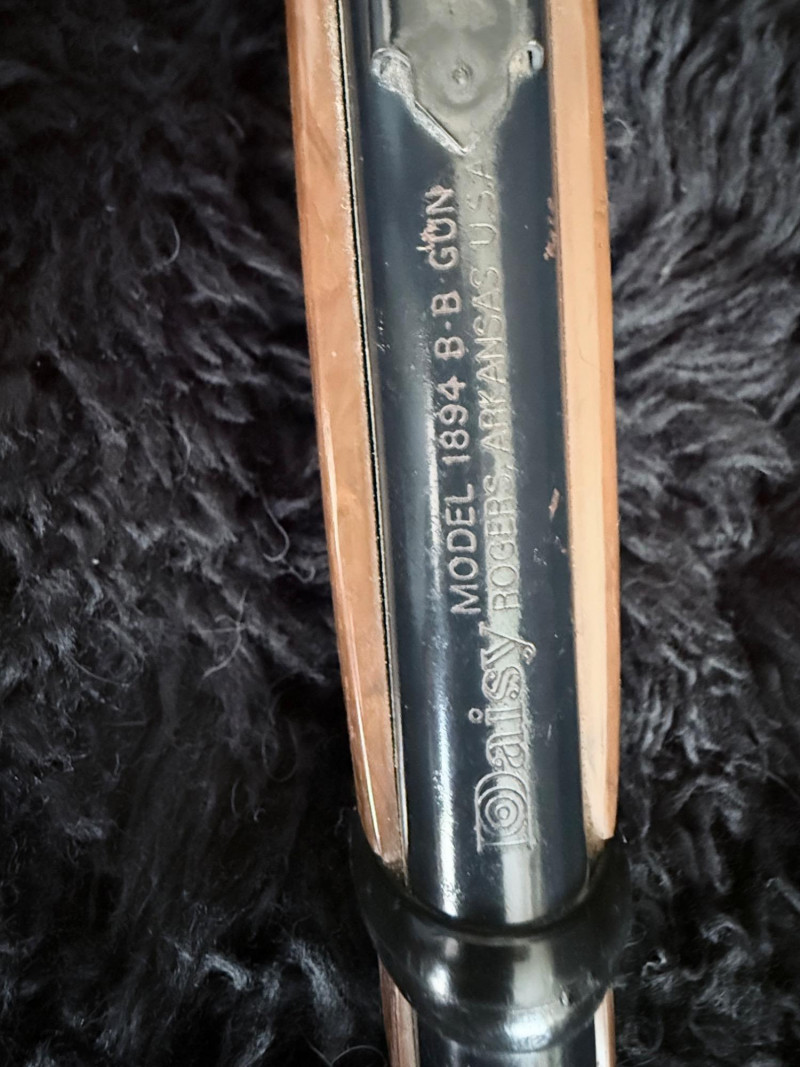 MODEL 1894 B·B GUN
Daisy ROGERS, ARKANSAS U.S.A.